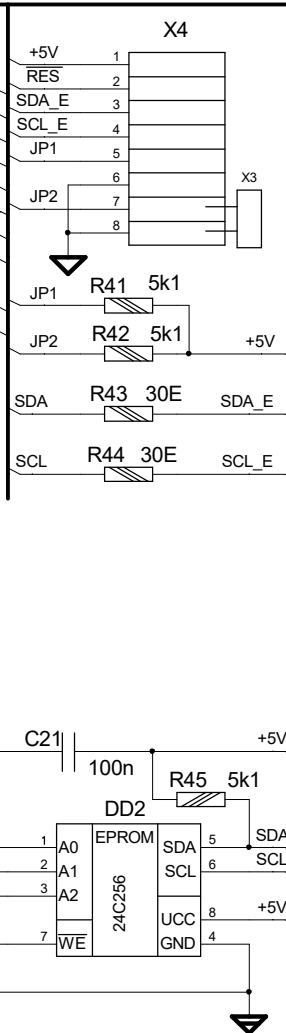 X4
+5V 1
RES 2
SDA_E 3
SCL_E 4
JP1 5
6
X3
JP2 7
8
JP1 R41 5k1
JP2 R42 5k1 +5V
SDA R43 30E SDA_E
SCL R44 30E SCL_E
C21 +5V
100n
R45 5k1
DD2
EPROM
24C256
1 A0 SDA 5 SDA
2 A1 SCL 6 SCL
3 A2
UCC 8 +5V
7 WE GND 4